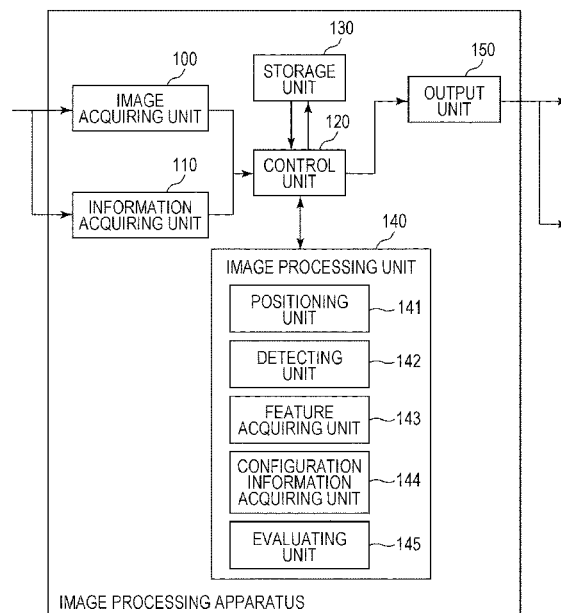 130
STORAGE
UNIT
150
OUTPUT
UNIT
100
IMAGE
ACQUIRING UNIT
120
CONTROL
UNIT
110
INFORMATION
ACQUIRING UNIT
140
IMAGE PROCESSING UNIT
POSITIONING
UNIT
141
DETECTING
UNIT
142
FEATURE
ACQUIRING UNIT
143
CONFIGURATION
INFORMATION
ACQUIRING UNIT
144
EVALUATING
UNIT
145
IMAGE PROCESSING APPARATUS